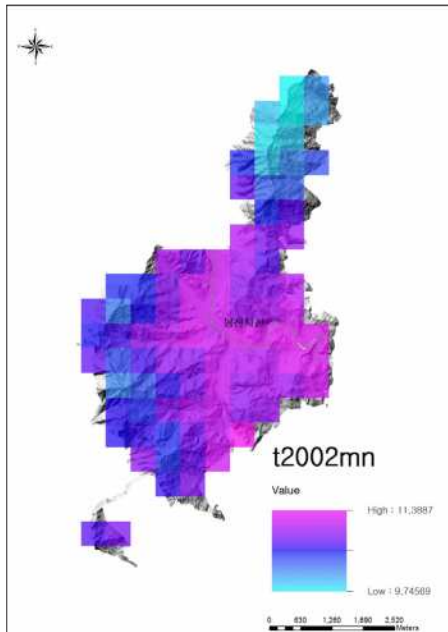 t2002mn
Value
High : 11.3887
Low : 9.74569
0 630 1,260 1,890 2,520
Meters